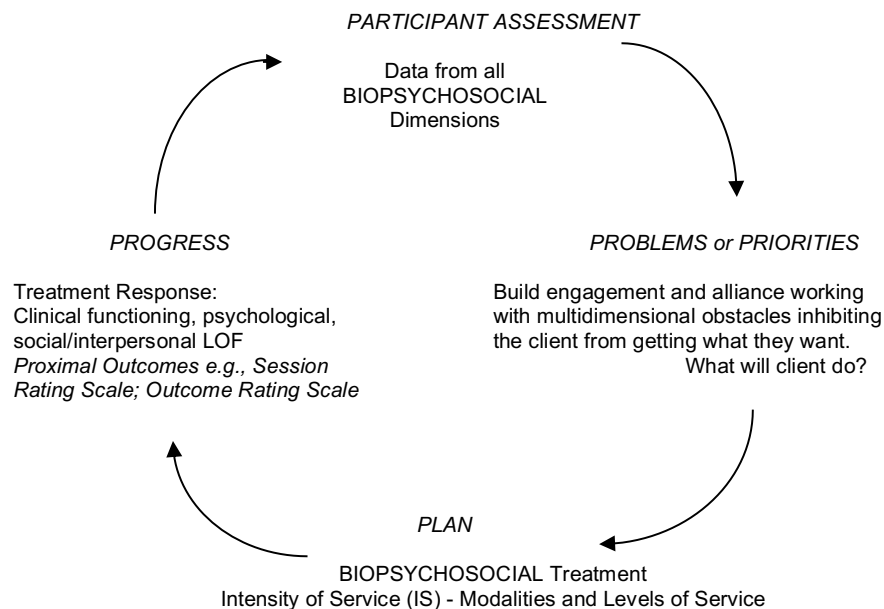 PARTICIPANT ASSESSMENT
Data from all
BIOPSYCHOSOCIAL
Dimensions
PROBLEMS or PRIORITIES
Build engagement and alliance working
with multidimensional obstacles inhibiting
the client from getting what they want.
What will client do?
PLAN
BIOPSYCHOSOCIAL Treatment
Intensity of Service (IS) - Modalities and Levels of Service
PROGRESS
Treatment Response:
Clinical functioning, psychological,
social/interpersonal LOF
Proximal Outcomes e.g., Session
Rating Scale; Outcome Rating Scale